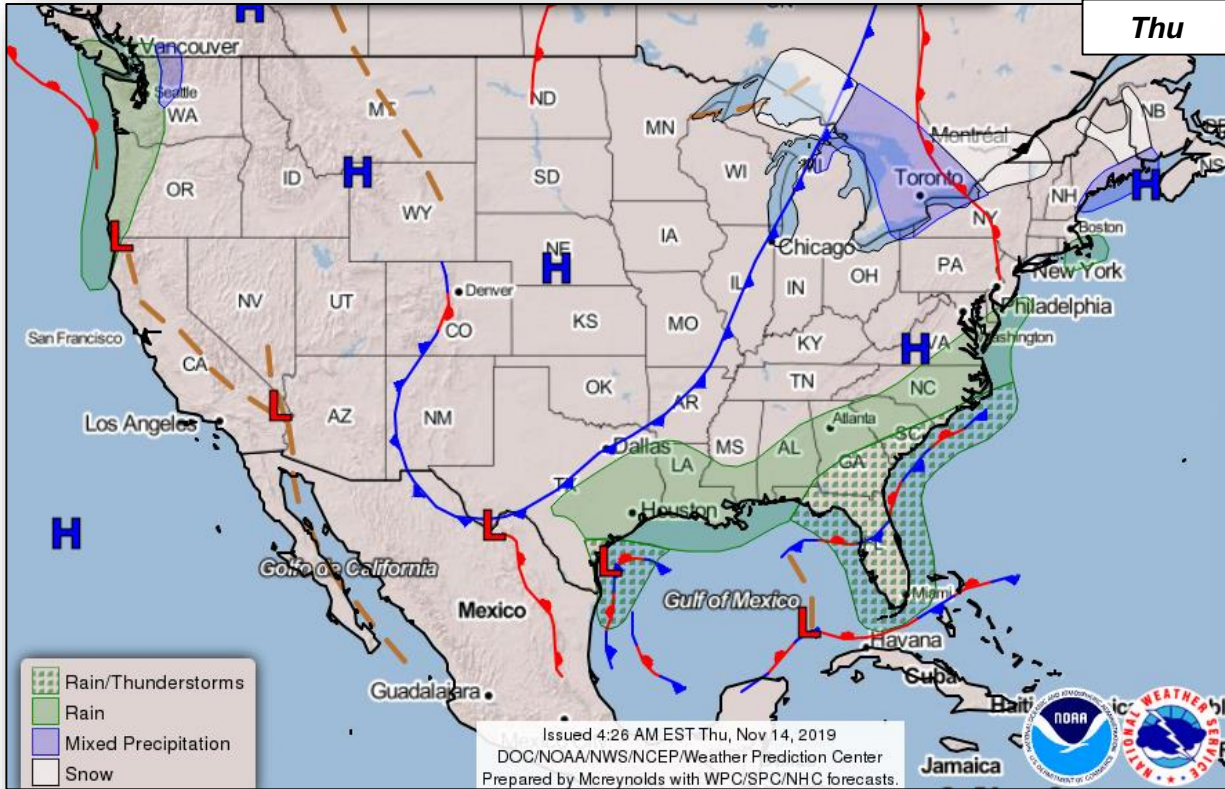 Thu
H
Vancouver
Seattle
WA
MT
ND
MN
Montréal
NB
NS
OR
ID
H
WY
SD
WI
MI
Toronto
NH
H
NY
Boston
L
NE
H
IA
Chicago
PA
New York
NV
UT
Denver
CO
IL
IN
OH
Philadelphia
San Francisco
CA
KS
MO
KY
H
VA
Washington
Los Angeles
L
AZ
NM
OK
AR
TN
NC
Atlanta
SC
Dallas
MS
AL
GA
LA
TX
H
L
Houston
L
FL
Golfo de California
Mexico
Gulf of Mexico
Miami
L
Havana
Cuba
Guadalajara
Rain/Thunderstorms
Rain
Mixed Precipitation
Snow
Issued 4:26 AM EST Thu, Nov 14, 2019
DOC/NOAA/NWS/NCEP/Weather Prediction Center
Prepared by Mcreynolds with WPC/SPC/NHC forecasts.
Jamaica
NOAA
NATIONAL WEATHER SERVICE